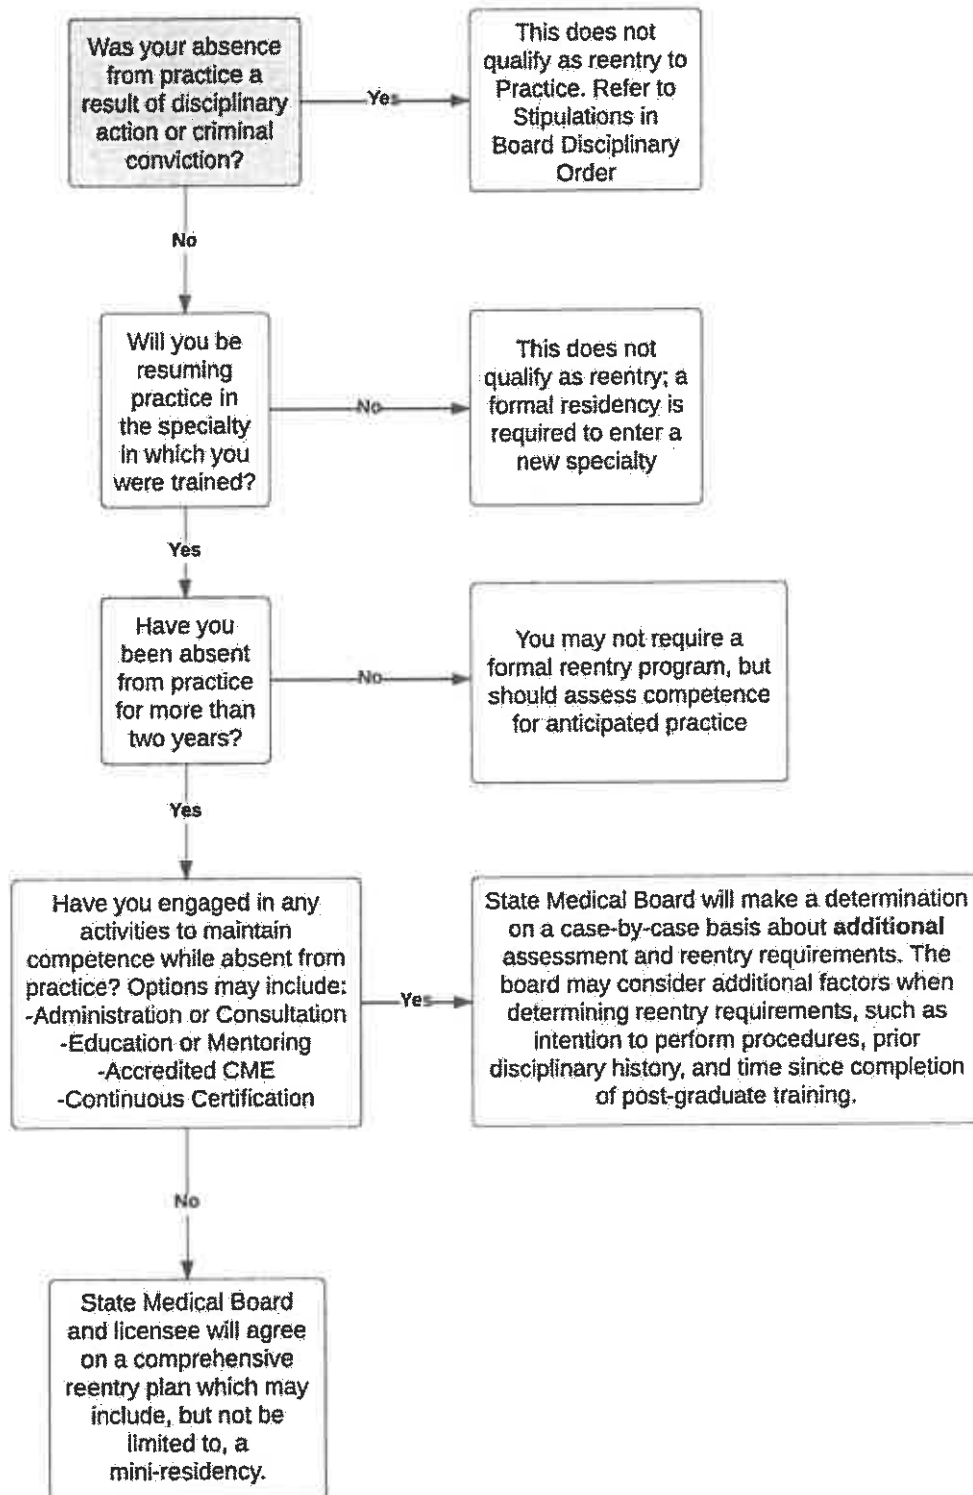 Was your absence
from practice a
result of disciplinary
action or criminal
conviction?
Yes
This does not
qualify as reentry to
Practice. Refer to
Stipulations in
Board Disciplinary
Order
No
Will you be
resuming
practice in
the specialty
in which you
were trained?
No
This does not
qualify as reentry; a
formal residency is
required to enter a
new specialty
Yes
Have you
been absent
from practice
for more than
two years?
No
You may not require a
formal reentry program, but
should assess competence
for anticipated practice
Yes
Have you engaged in any
activities to maintain
competence while absent from
practice? Options may include:
-Administration or Consultation
-Education or Mentoring
-Accredited CME
-Continuous Certification
Yes
State Medical Board will make a determination
on a case-by-case basis about additional
assessment and reentry requirements. The
board may consider additional factors when
determining reentry requirements, such as
intention to perform procedures, prior
disciplinary history, and time since completion
of post-graduate training.
No
State Medical Board
and licensee will agree
on a comprehensive
reentry plan which may
include, but not be
limited to, a
mini-residency.